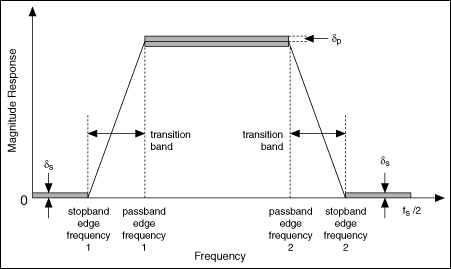 Magnitude Response
δp
transition
band
transition
band
δs
δs
0
fs /2
stopband
edge
frequency
1
passband
edge
frequency
1
passband
edge
frequency
2
stopband
edge
frequency
2
Frequency